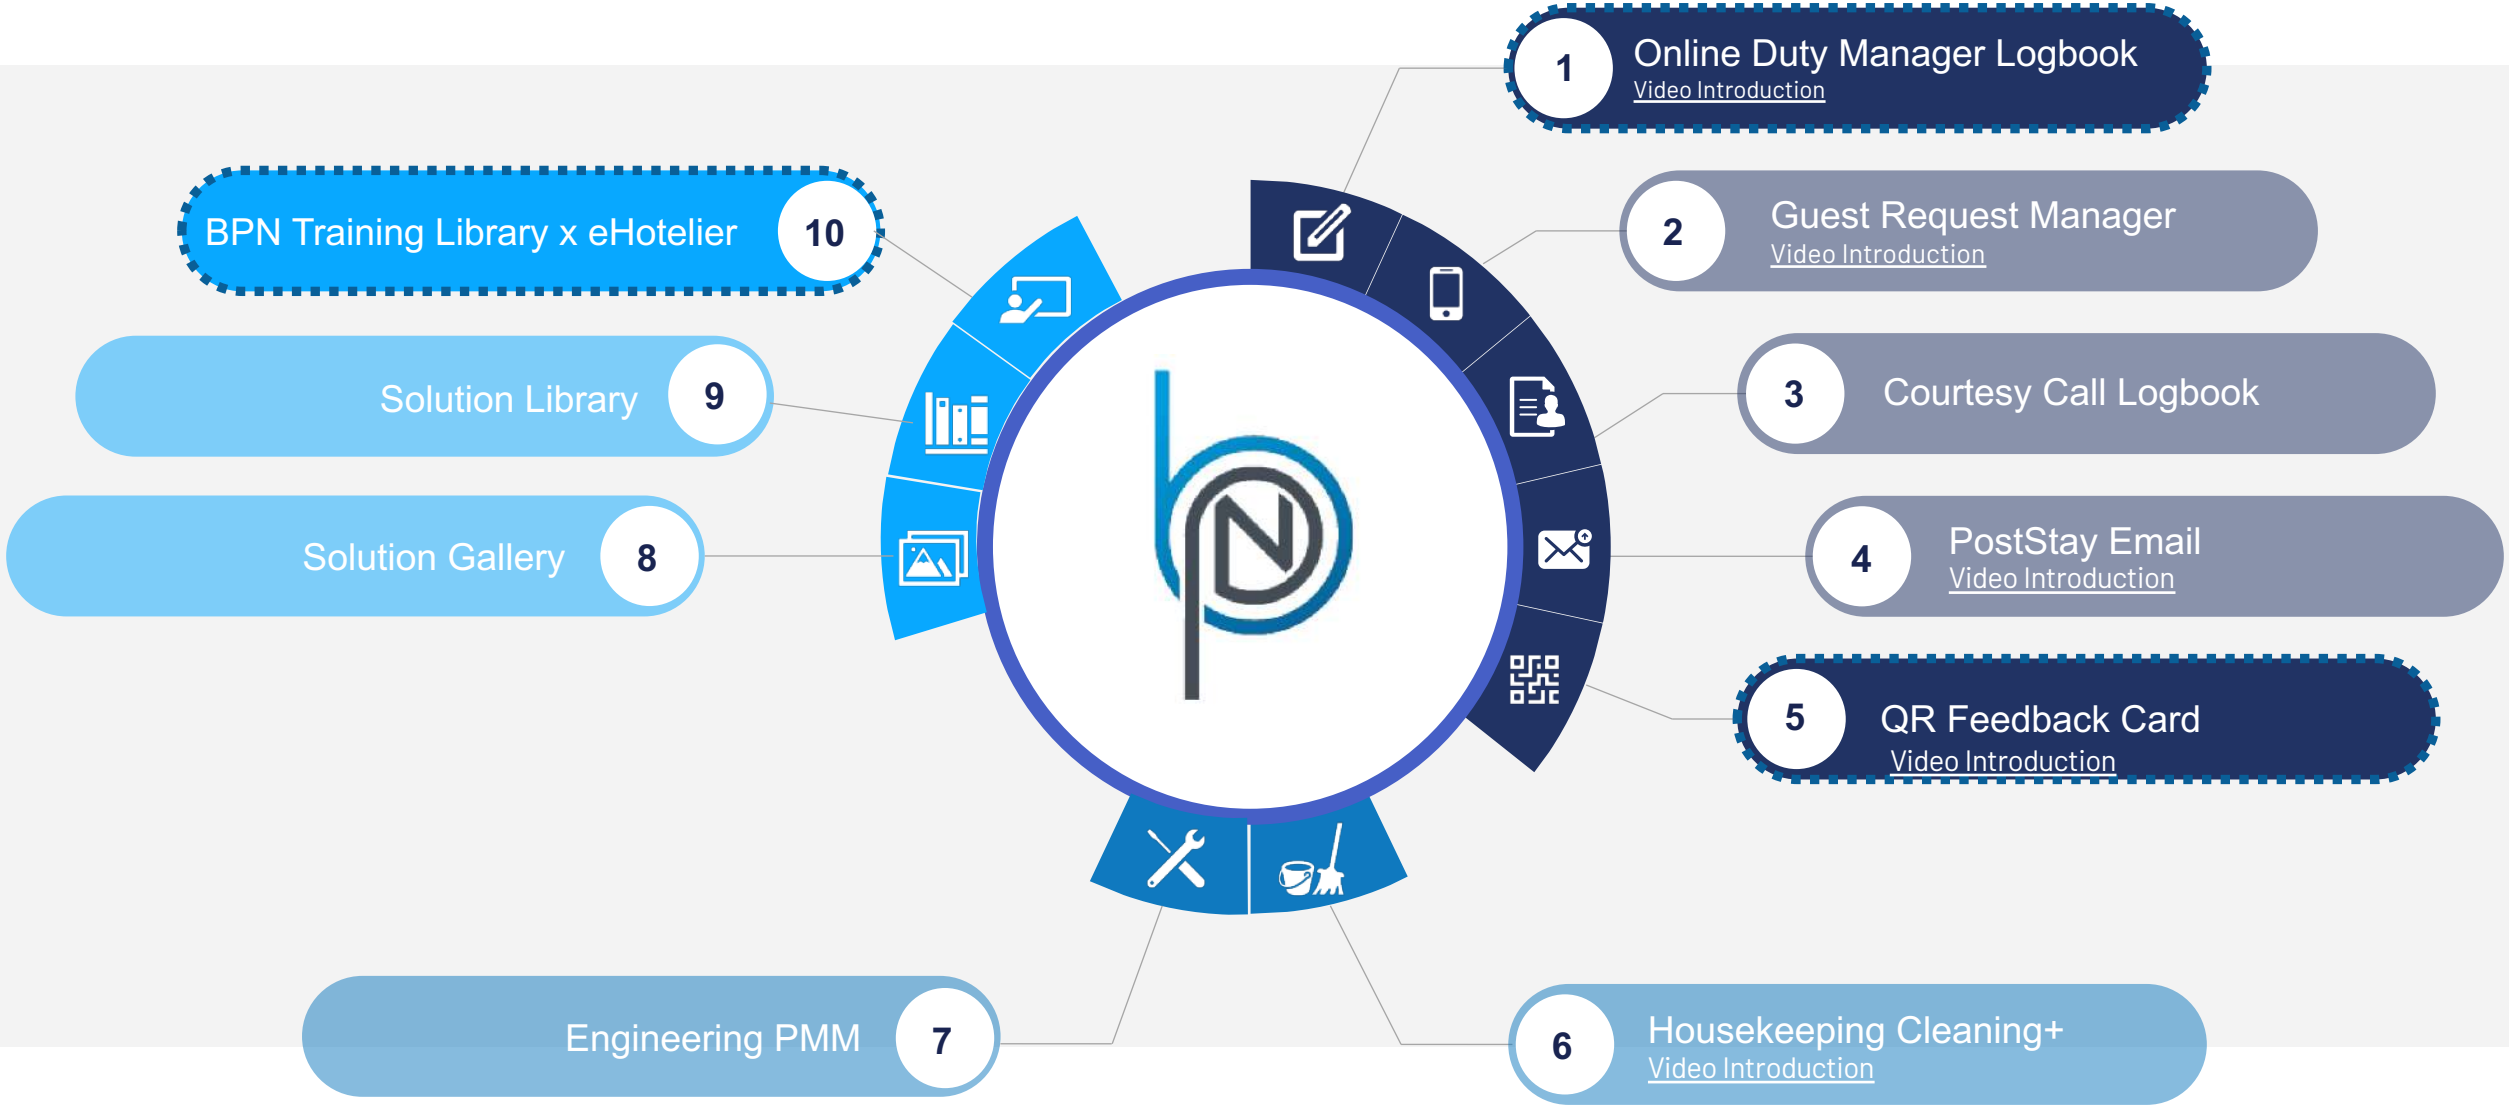 1
Online Duty Manager Logbook
Video Introduction
2
Guest Request Manager
Video Introduction
3
Courtesy Call Logbook
4
PostStay Email
Video Introduction
5
QR Feedback Card
Video Introduction
6
Housekeeping Cleaning+
Video Introduction
Engineering PMM
7
Solution Gallery
8
Solution Library
9
BPN Training Library x eHotelier
10
bpN